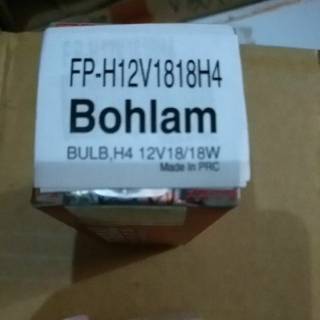 FP-H12V1818H4
Bohlam
BULB,H4 12V18/18W
Made In PRC